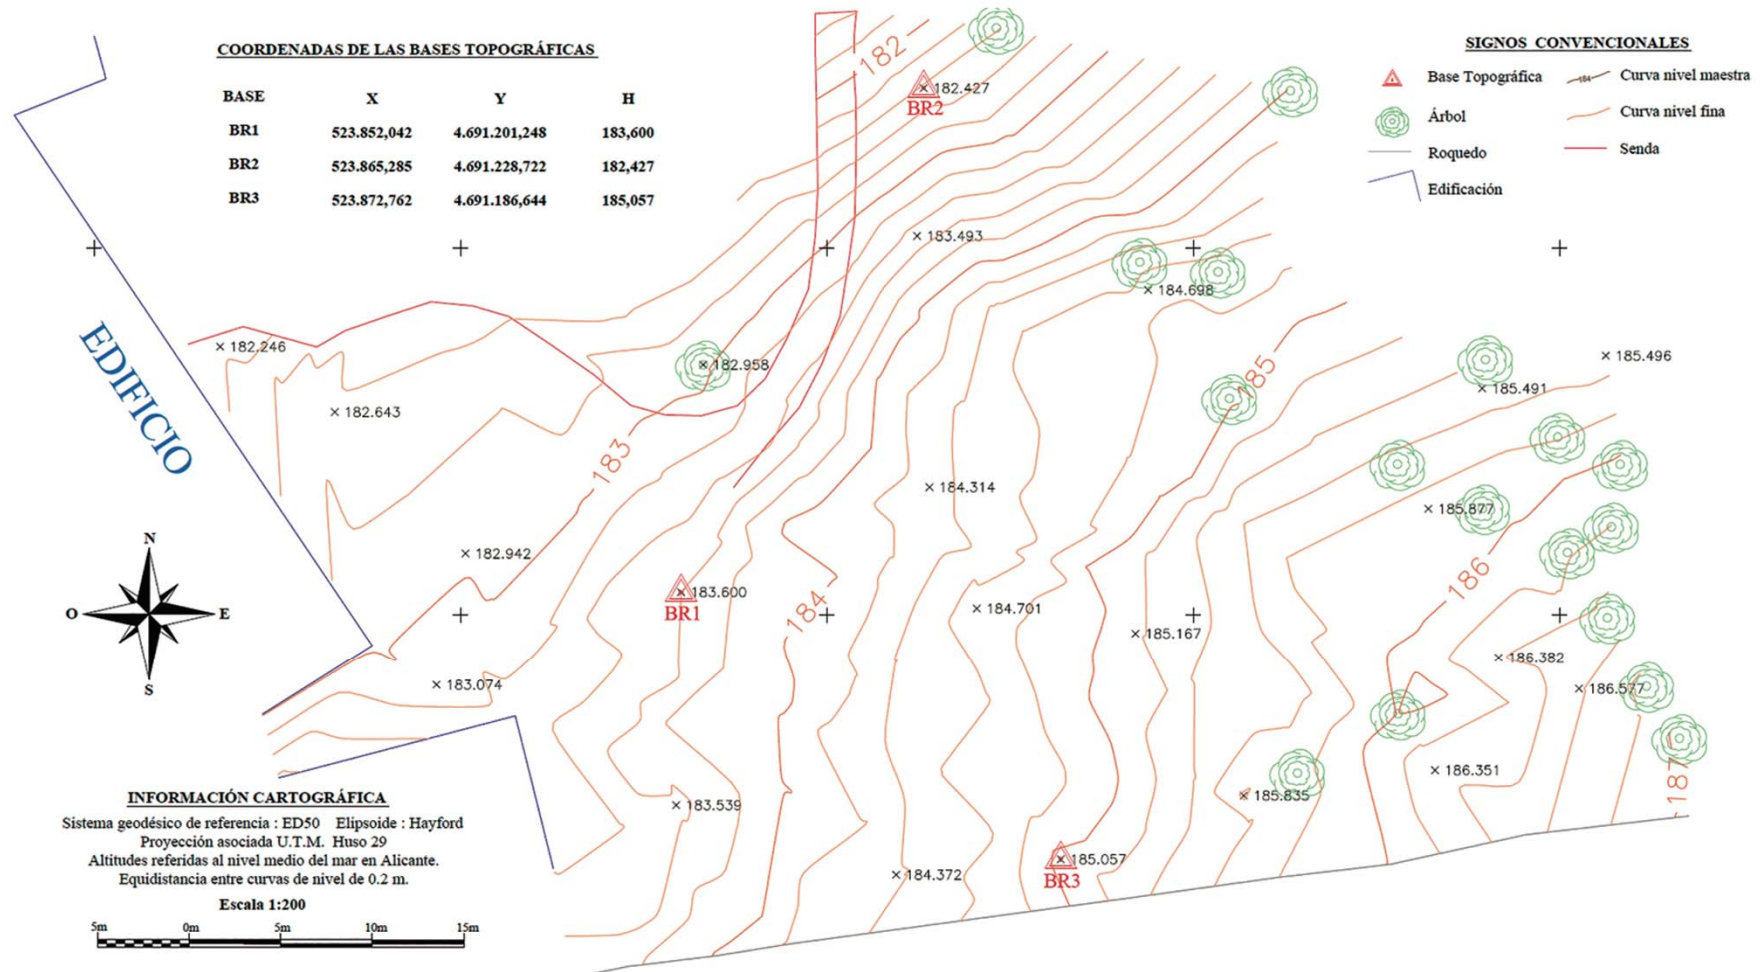 COORDENADAS DE LAS BASES TOPOGRÁFICAS
BASE X Y H
BR1 523.852,042 4.691.201,248 183,600
BR2 523.865,285 4.691.228,722 182,427
BR3 523.872,762 4.691.186,644 185,057
SIGNOS CONVENCIONALES
Base Topográfica
184
Curva nivel maestra
Árbol
Curva nivel fina
Roquedo
Senda
Edificación
182
182.427
BR2
183.493
184.698
182.246
182.958
185
185.496
185.491
182.643
EDIFICIO
183
184.314
185.877
182.942
186
183.600
BR1
184
184.701
185.167
186.382
183.074
186.577
N
O
E
S
186.351
187
185.835
183.539
185.057
BR3
184.372
INFORMACIÓN CARTOGRÁFICA
Sistema geodésico de referencia : ED50 Elipsoide : Hayford
Proyección asociada U.T.M. Huso 29
Altitudes referidas al nivel medio del mar en Alicante.
Equidistancia entre curvas de nivel de 0.2 m.
Escala 1:200
5m 0m 5m 10m 15m